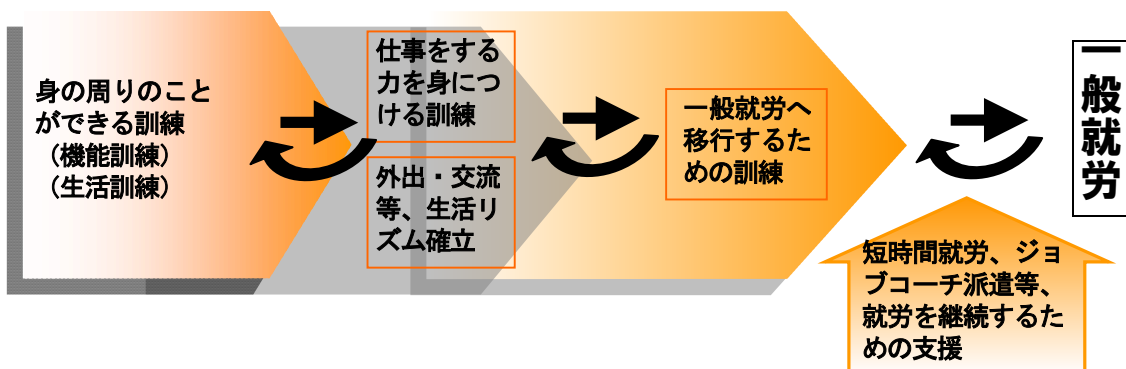 身の周りのこと
ができる訓練
（機能訓練）
（生活訓練）
仕事をする
力を身につ
ける訓練
外出・交流
等、生活リ
ズム確立
一般就労へ
移行するた
めの訓練
一般就労
短時間就労、ジョ
ブコーチ派遣等、
就労を継続するた
めの支援